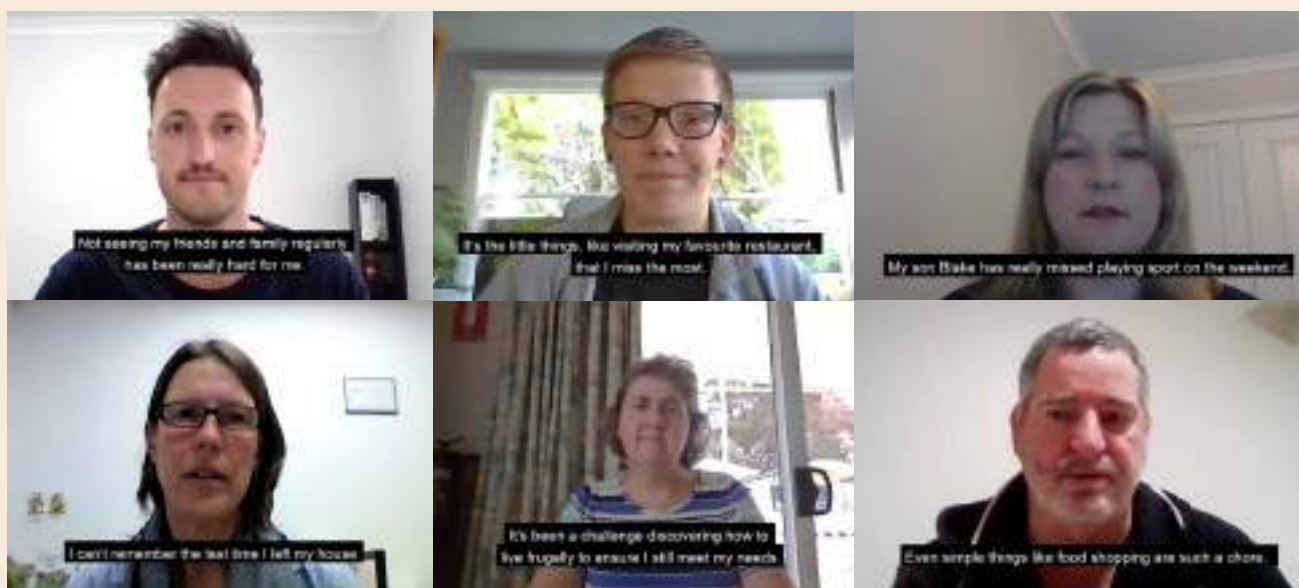 Not seeing my friends and family regularly
has been really hard for me.
It's the little things, like visiting my favourite restaurant,
that I miss the most.
My son Blake has really missed playing sport on the weekend.
I can't remember the last time I left my house.
It's been a challenge discovering how to
live frugally to ensure I still meet my needs
Even simple things like food shopping are such a chore.